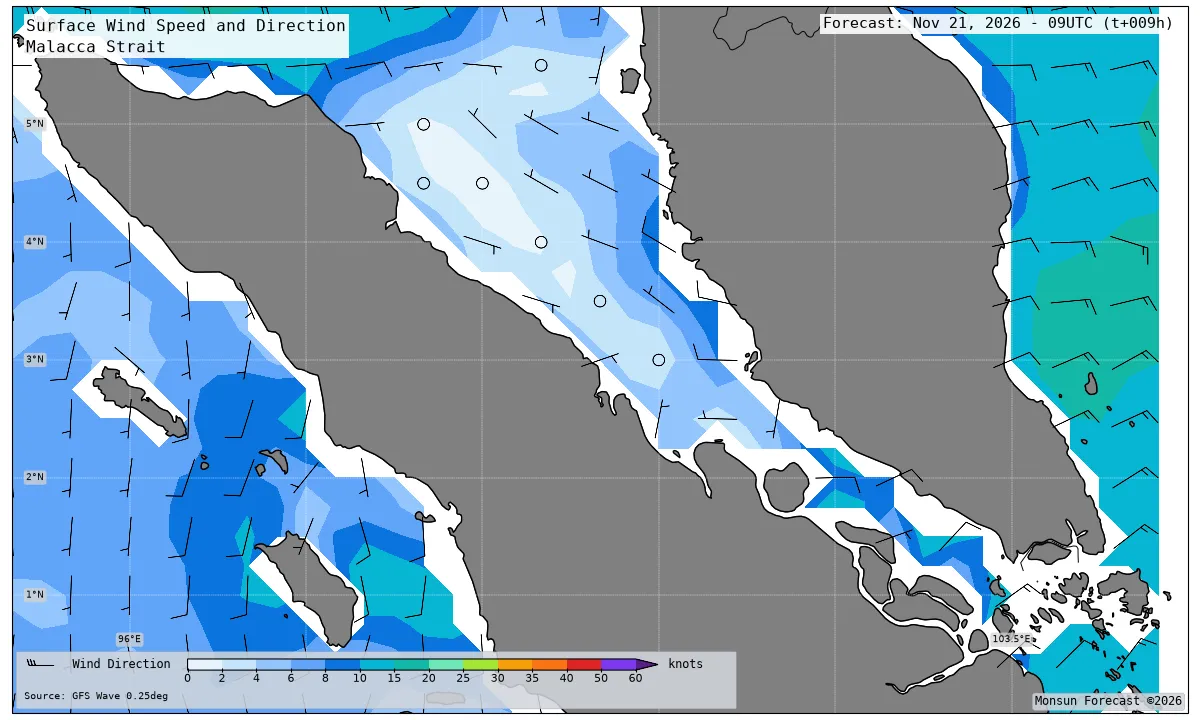 Surface Wind Speed and Direction
Malacca Strait
Forecast: Nov 21, 2026 - 09UTC (t+009h)
5°N
4°N
3°N
2°N
1°N
96°E
103.5°E
Wind Direction
0 2 4 6 8 10 15 20 25 30 35 40 50 60
knots
Source: GFS Wave 0.25deg
Monsun Forecast ©2026